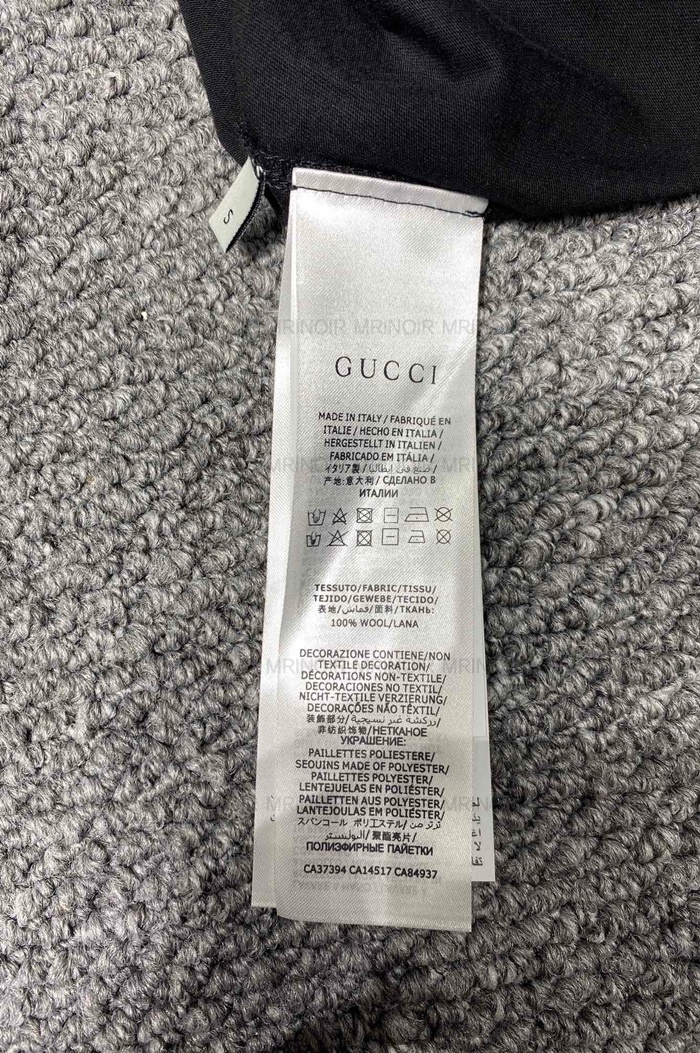 S
MRINOIR MRINOIR MRINOIR
GUCCI
MADE IN ITALY / FABRIQUÉ EN
ITALIE / HECHO EN ITALIA /
HERGESTELLT IN ITALIEN /
FABRICADO EM ITÁLIA /
イタリア製 / صنع في إيطاليا /
产地:意大利 / СДЕЛАНО В
ИТАЛИИ
TESSUTO/FABRIC/TISSU/
TEJIDO/GEWEBE/TECIDO/
表地/قماش/面料/ТКАНЬ:
100% WOOL/LANA
DECORAZIONE CONTIENE/NON
TEXTILE DECORATION/
DÉCORATIONS NON-TEXTILE/
DECORACIONES NO TEXTIL/
NICHT-TEXTILE VERZIERUNG/
DECORAÇÕES NÃO TÊXTIL/
装飾部分/زركشة غير نسيجية/
非纺织饰物/НЕТКАНОЕ
УКРАШЕНИЕ:
PAILLETTES POLIESTERE/
SEQUINS MADE OF POLYESTER/
PAILLETTES POLYESTER/
LENTEJUELAS EN POLIÉSTER/
PAILLETTEN AUS POLYESTER/
LANTEJOULAS EM POLIÉSTER/
スパンコール ポリエステル/ترتر من
البوليستر/聚酯亮片/
ПОЛИЭФИРНЫЕ ПАЙЕТКИ
CA37394 CA14517 CA84937